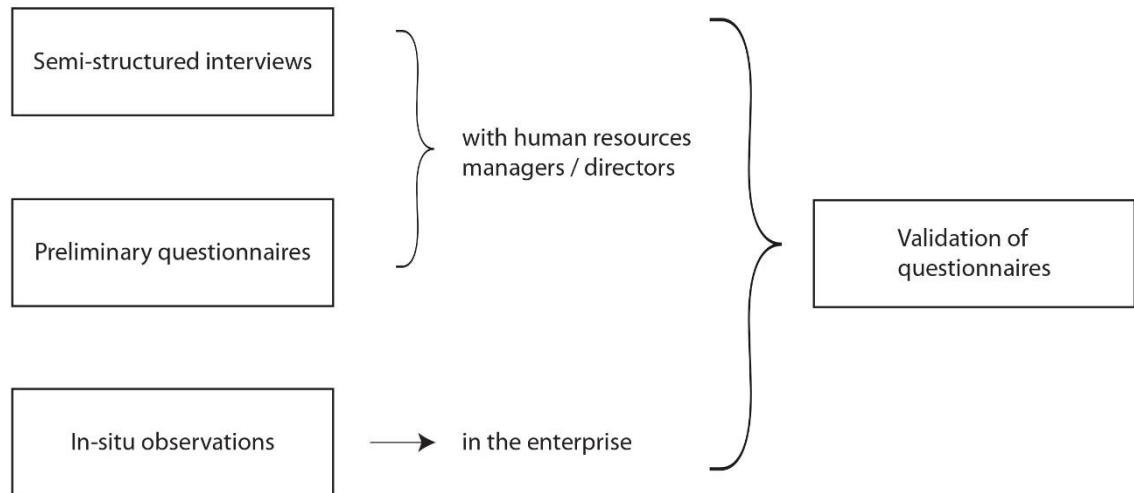 Semi-structured interviews
with human resources
managers / directors
Preliminary questionnaires
Validation of
questionnaires
In-situ observations
in the enterprise